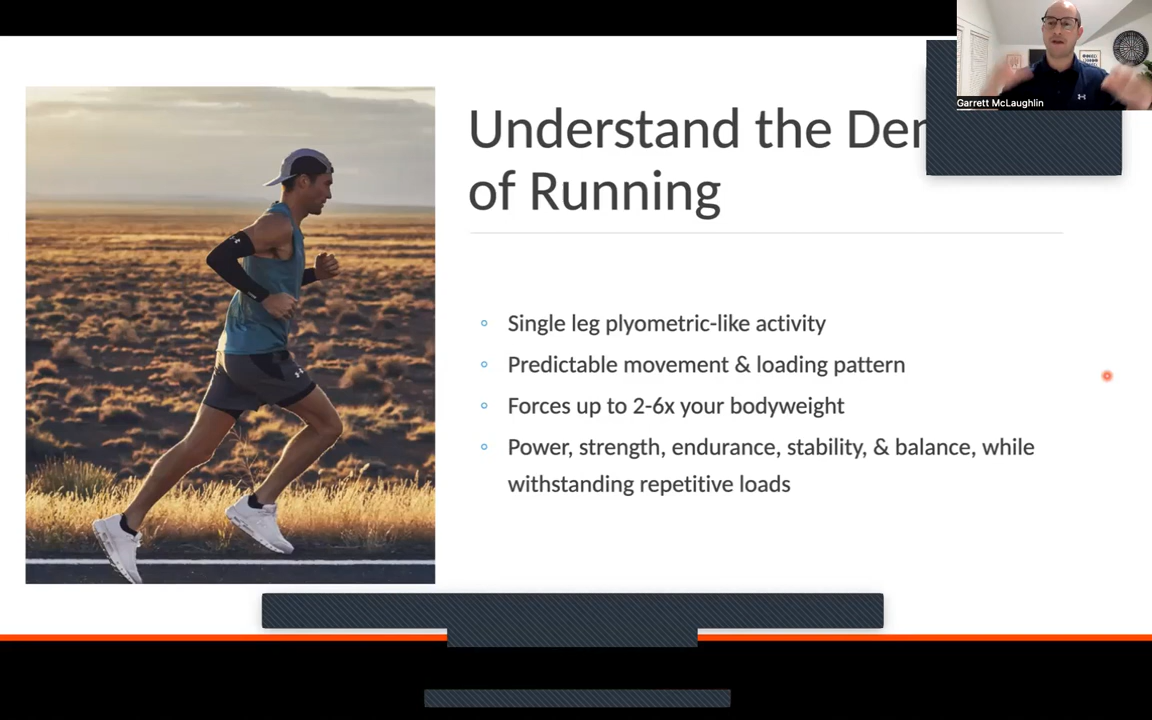 Garrett McLaughlin
Understand the
of Running
Single leg plyometric-like activity
Predictable movement & loading pattern
Forces up to 2-6x your bodyweight
Power, strength, endurance, stability, & balance, while
withstanding repetitive loads